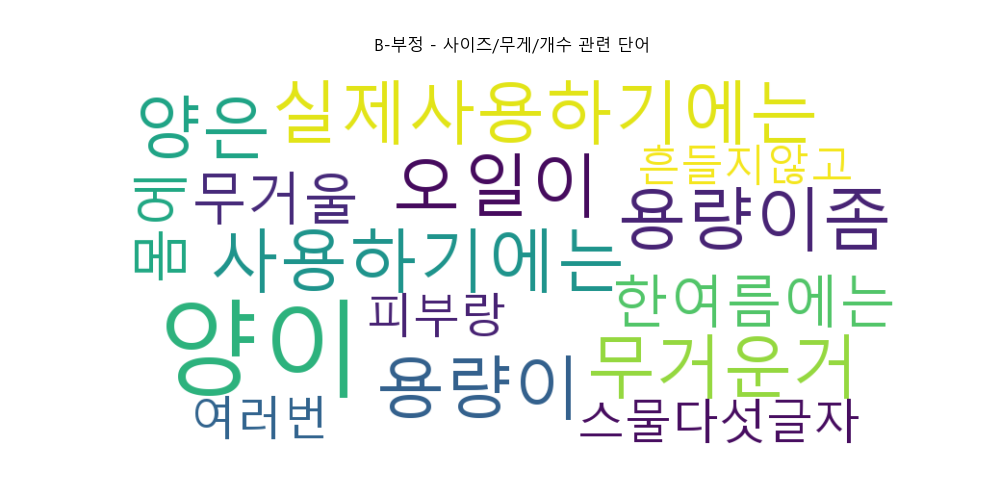 B-부정 - 사이즈/무게/개수 관련 단어
양은
실제사용하기에는
흔들지않고
웅
무거울
오일이
용량이좀
몸
사용하기에는
한여름에는
양이
피부랑
용량이
무거운거
여러번
스물다섯글자